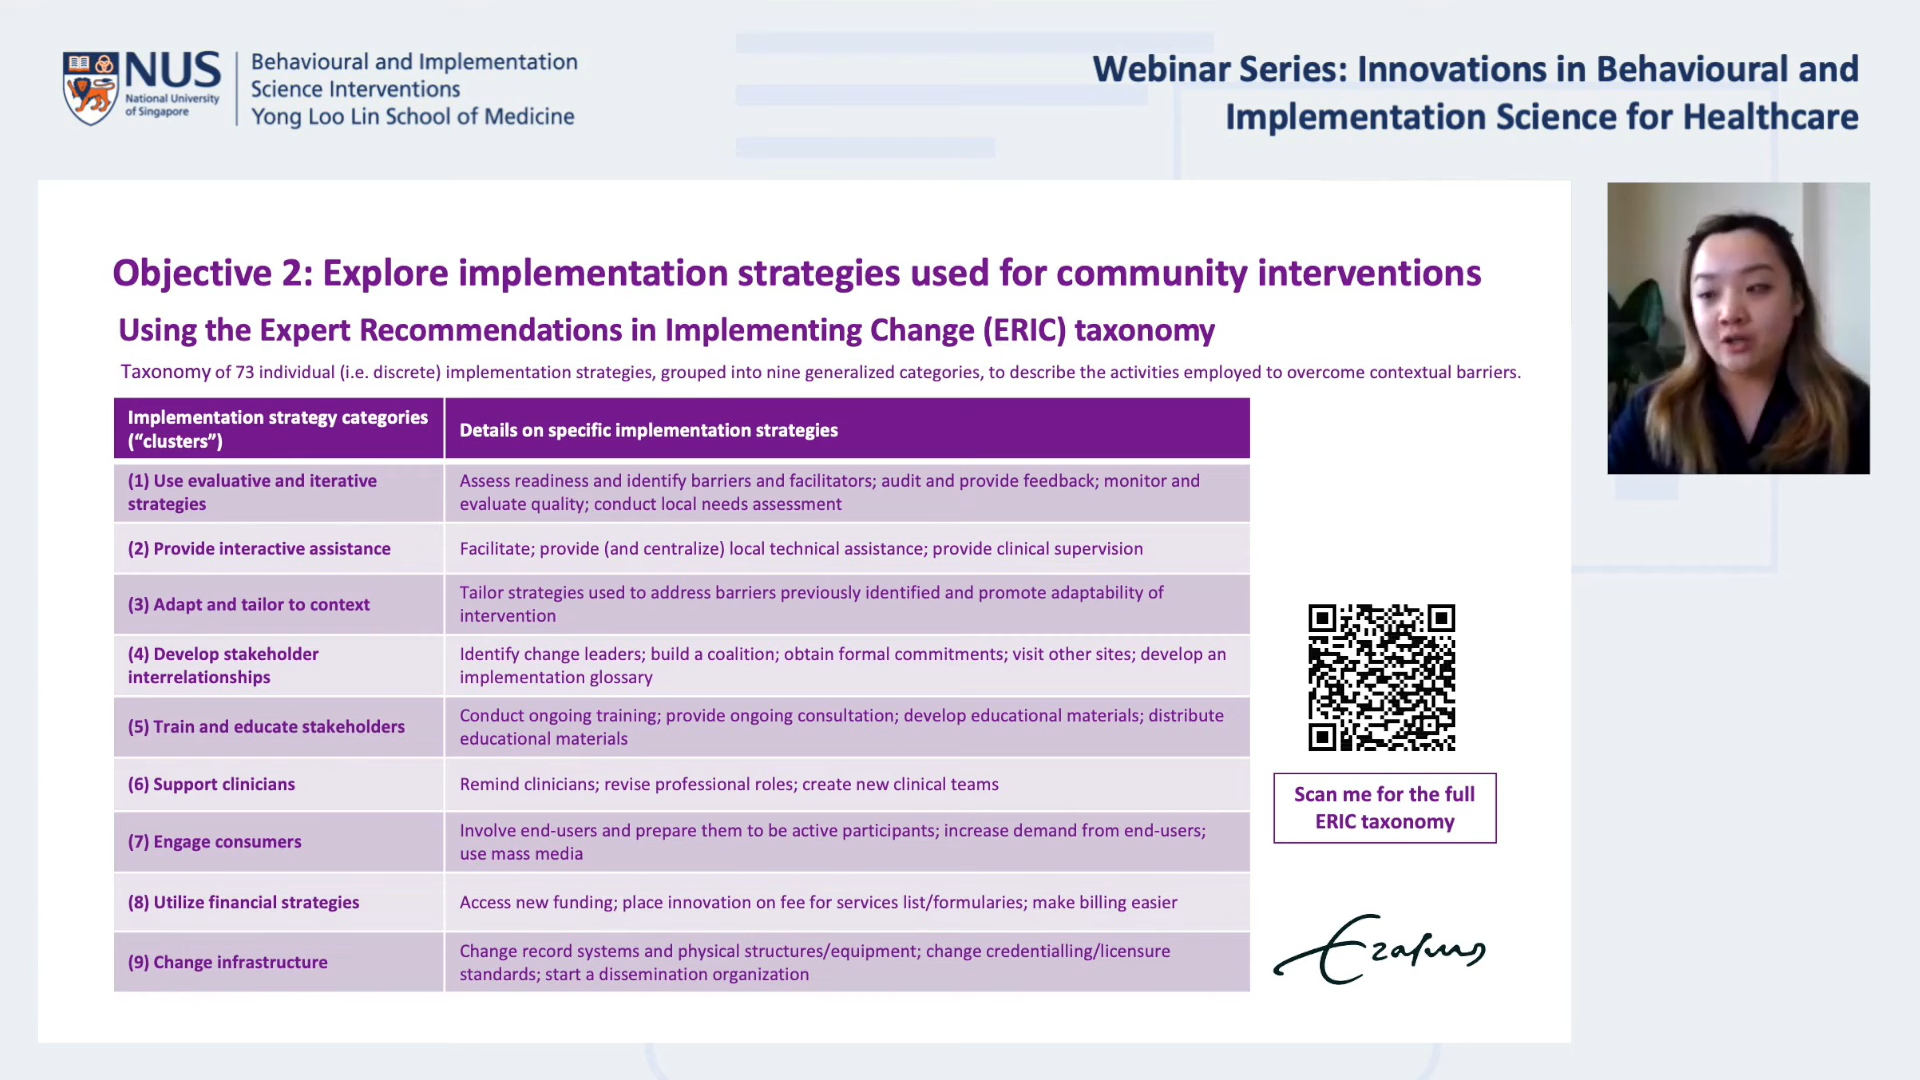 NUS
National University
of Singapore
Behavioural and Implementation
Science Interventions
Yong Loo Lin School of Medicine
Webinar Series: Innovations in Behavioural and
Implementation Science for Healthcare
Objective 2: Explore implementation strategies used for community interventions
Using the Expert Recommendations in Implementing Change (ERIC) taxonomy
Taxonomy of 73 individual (i.e. discrete) implementation strategies, grouped into nine generalized categories, to describe the activities employed to overcome contextual barriers.
Implementation strategy categories
(“clusters”)
Details on specific implementation strategies
(1) Use evaluative and iterative
strategies
Assess readiness and identify barriers and facilitators; audit and provide feedback; monitor and
evaluate quality; conduct local needs assessment
(2) Provide interactive assistance
Facilitate; provide (and centralize) local technical assistance; provide clinical supervision
(3) Adapt and tailor to context
Tailor strategies used to address barriers previously identified and promote adaptability of
intervention
(4) Develop stakeholder
interrelationships
Identify change leaders; build a coalition; obtain formal commitments; visit other sites; develop an
implementation glossary
(5) Train and educate stakeholders
Conduct ongoing training; provide ongoing consultation; develop educational materials; distribute
educational materials
(6) Support clinicians
Remind clinicians; revise professional roles; create new clinical teams
(7) Engage consumers
Involve end-users and prepare them to be active participants; increase demand from end-users;
use mass media
(8) Utilize financial strategies
Access new funding; place innovation on fee for services list/formularies; make billing easier
(9) Change infrastructure
Change record systems and physical structures/equipment; change credentialling/licensure
standards; start a dissemination organization
Scan me for the full
ERIC taxonomy
Erasmus